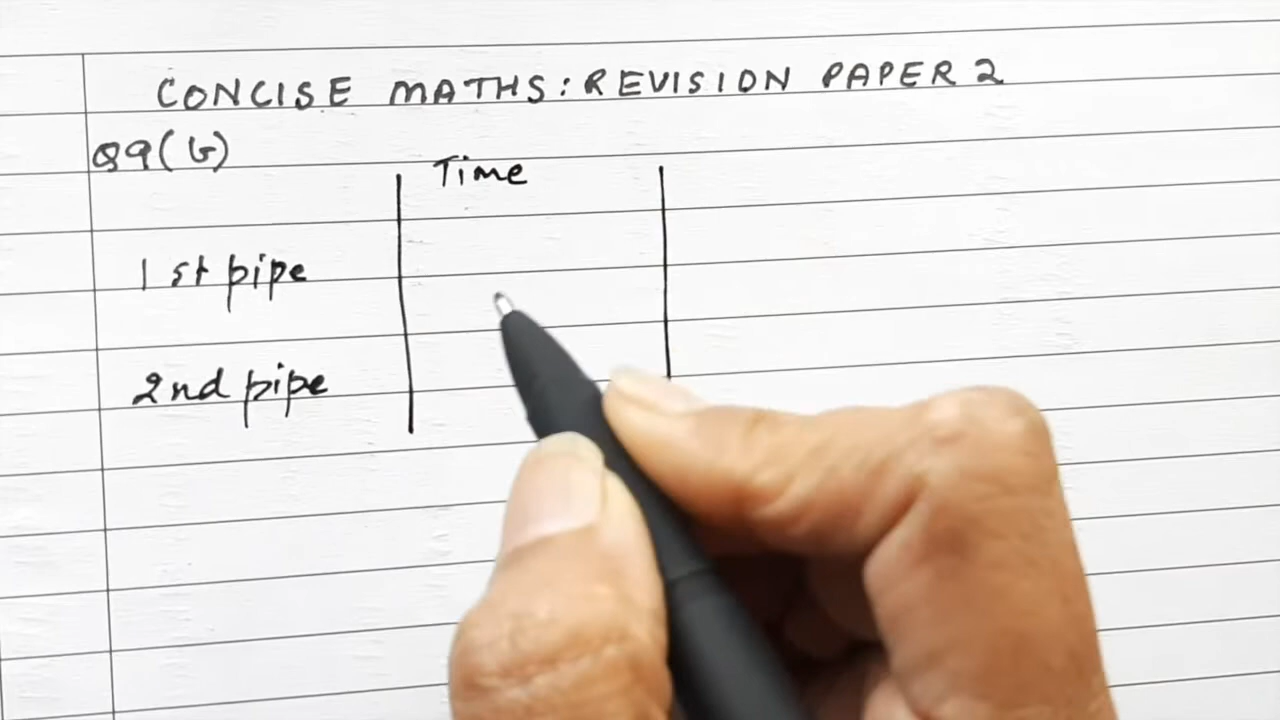 CONCISE MATHS: REVISION PAPER 2
Q9(b)
Time
1st pipe
2nd pipe